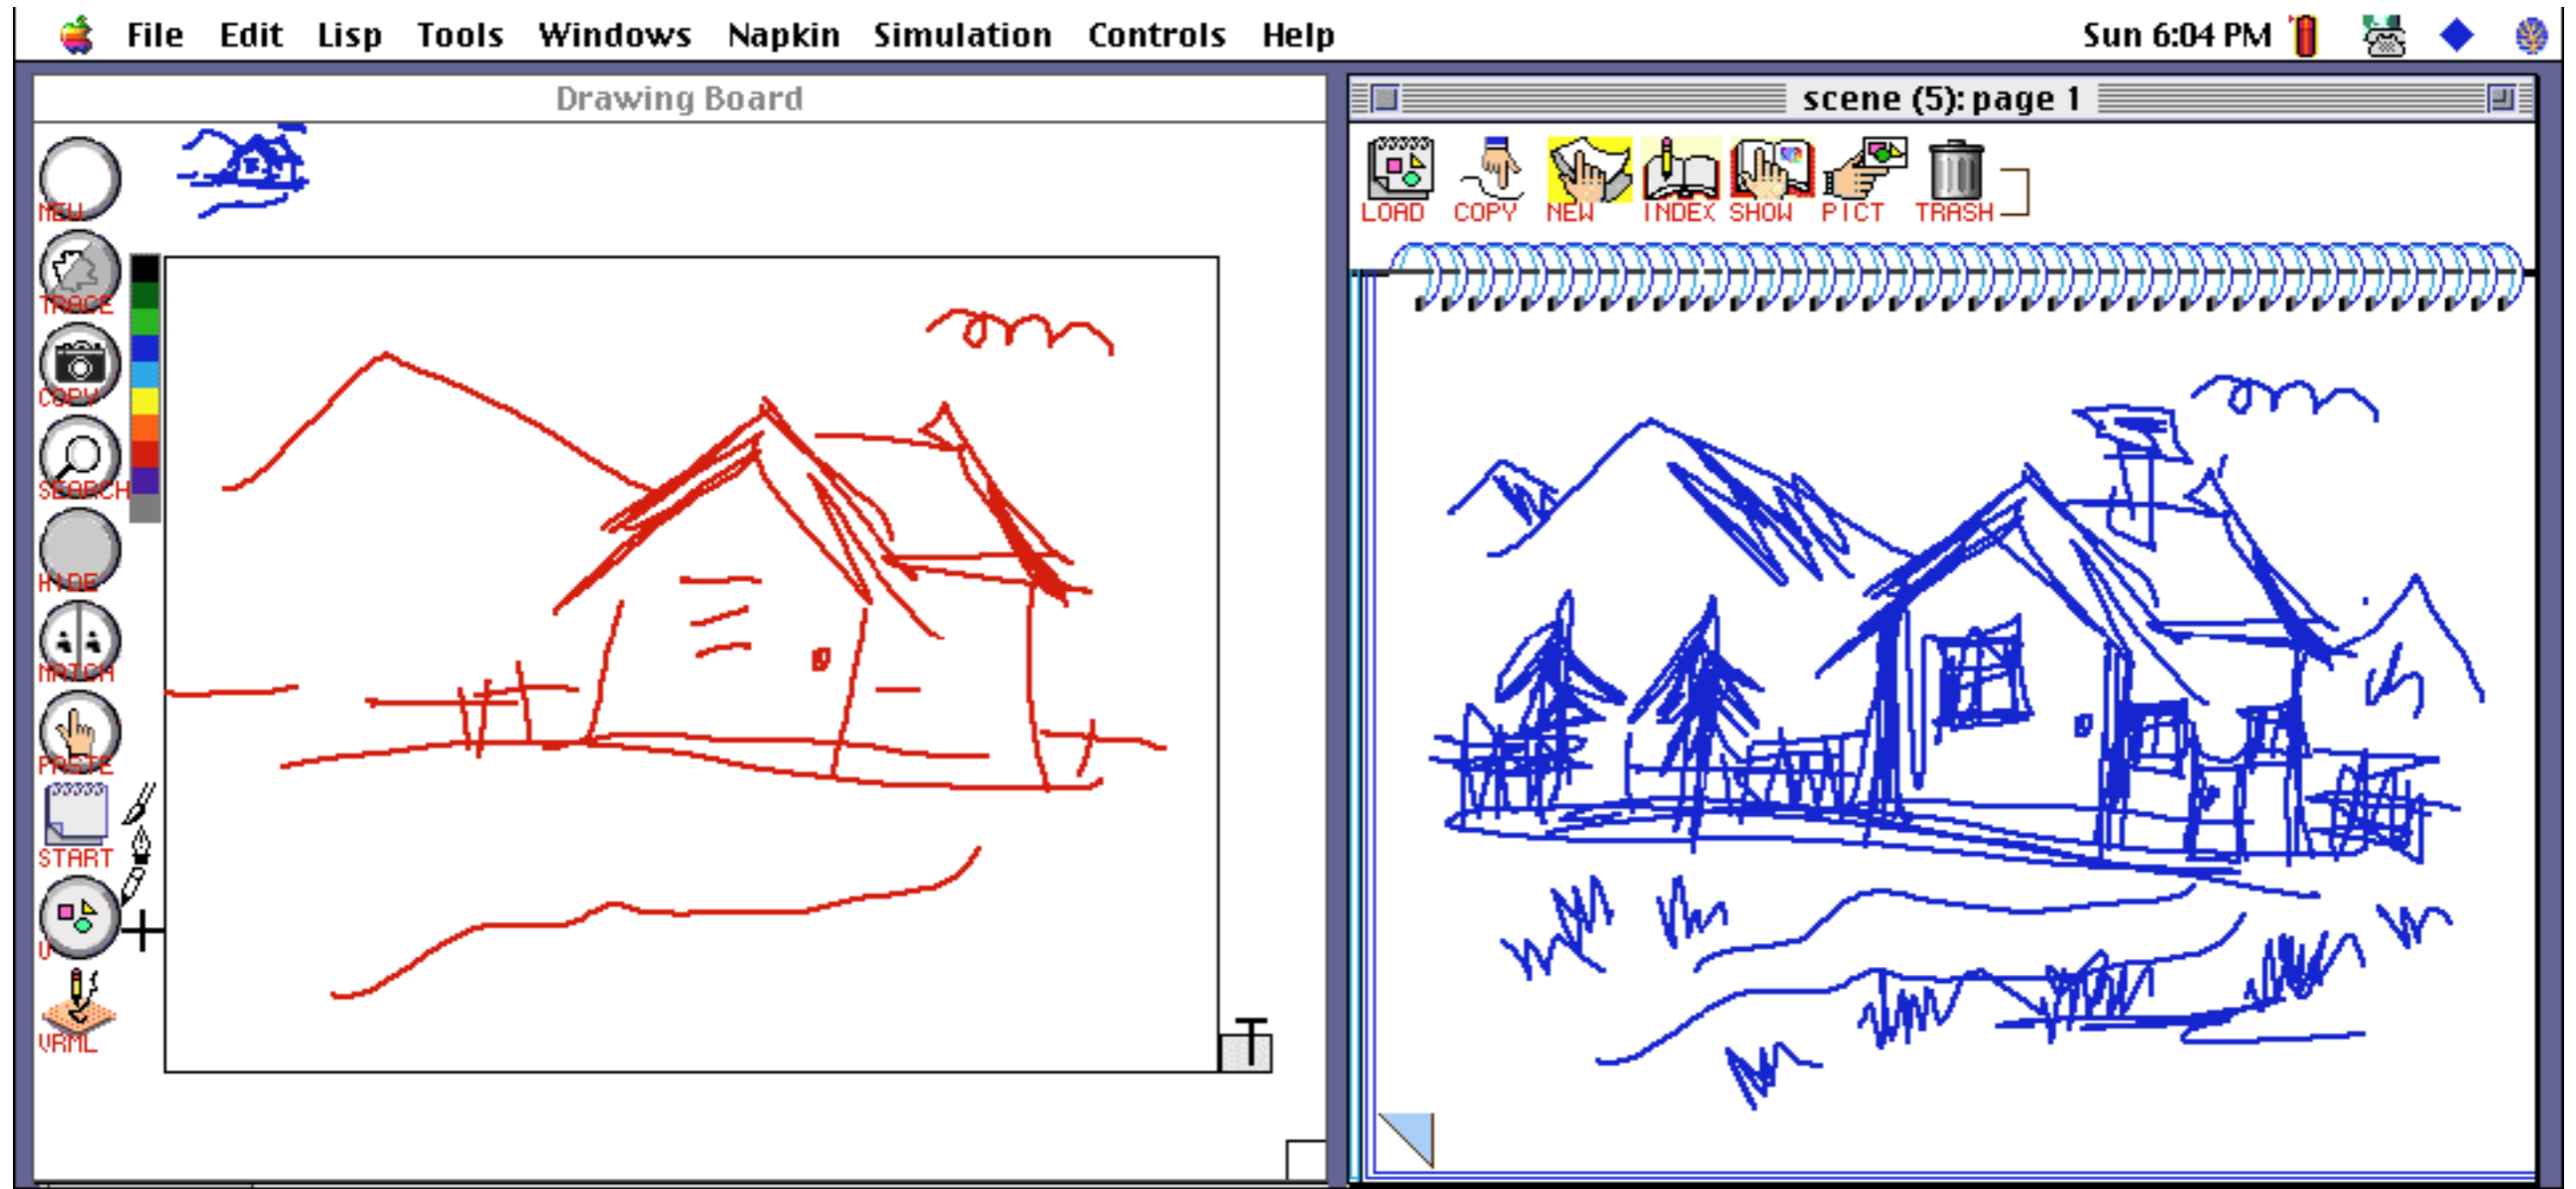 File Edit Lisp Tools Windows Napkin Simulation Controls Help Sun 6:04 PM
Drawing Board
NEW
TRACE
COPY
SEARCH
HIDE
MATCH
PASTE
START
U
VRML
scene (5): page 1
LOAD COPY NEW INDEX SHOW PICT TRASH